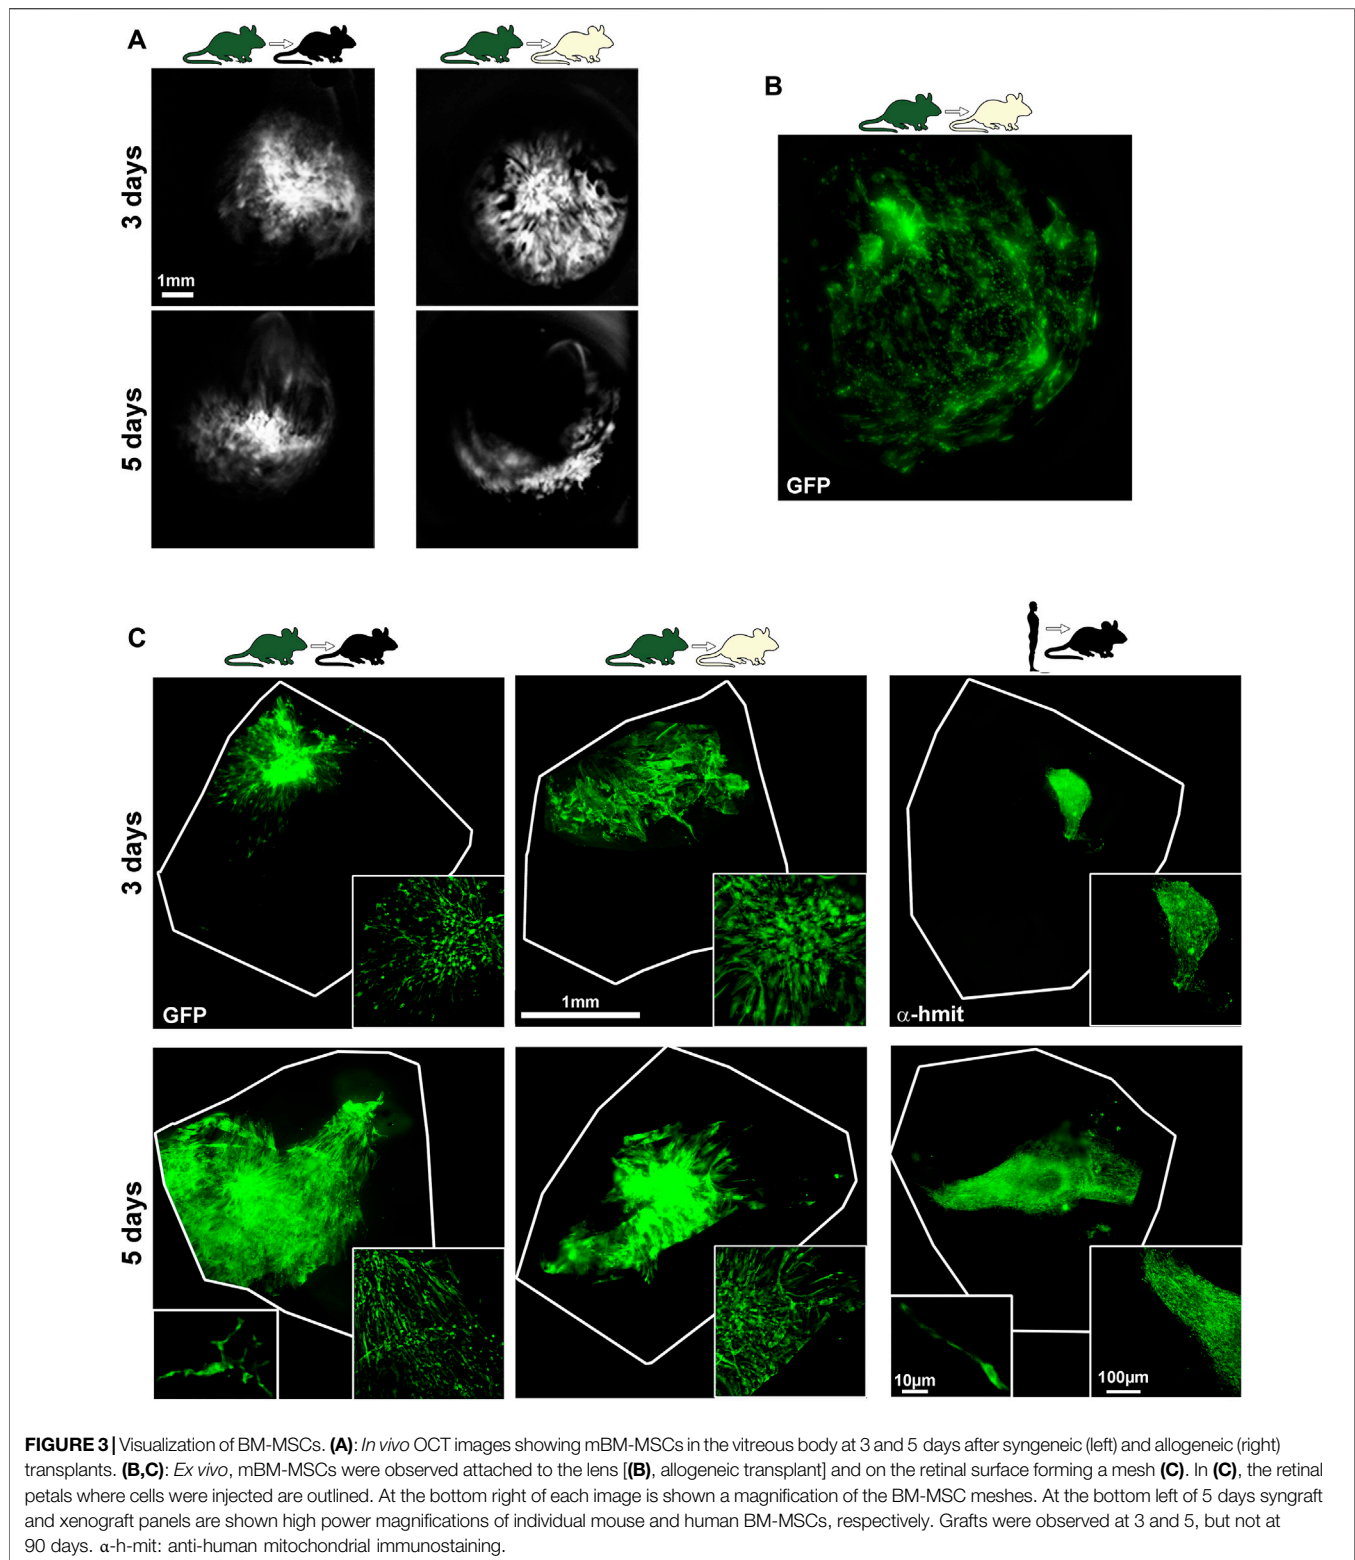 A
B
3 days
1mm
5 days
GFP
C
3 days
GFP
1mm
α-hmit
5 days
10μm
100μm
FIGURE 3 | Visualization of BM-MSCs. (A): In vivo OCT images showing mBM-MSCs in the vitreous body at 3 and 5 days after syngeneic (left) and allogeneic (right)
transplants. (B,C): Ex vivo, mBM-MSCs were observed attached to the lens [(B), allogeneic transplant] and on the retinal surface forming a mesh (C). In (C), the retinal
petals where cells were injected are outlined. At the bottom right of each image is shown a magnification of the BM-MSC meshes. At the bottom left of 5 days syngraft
and xenograft panels are shown high power magnifications of individual mouse and human BM-MSCs, respectively. Grafts were observed at 3 and 5, but not at
90 days. α-h-mit: anti-human mitochondrial immunostaining.